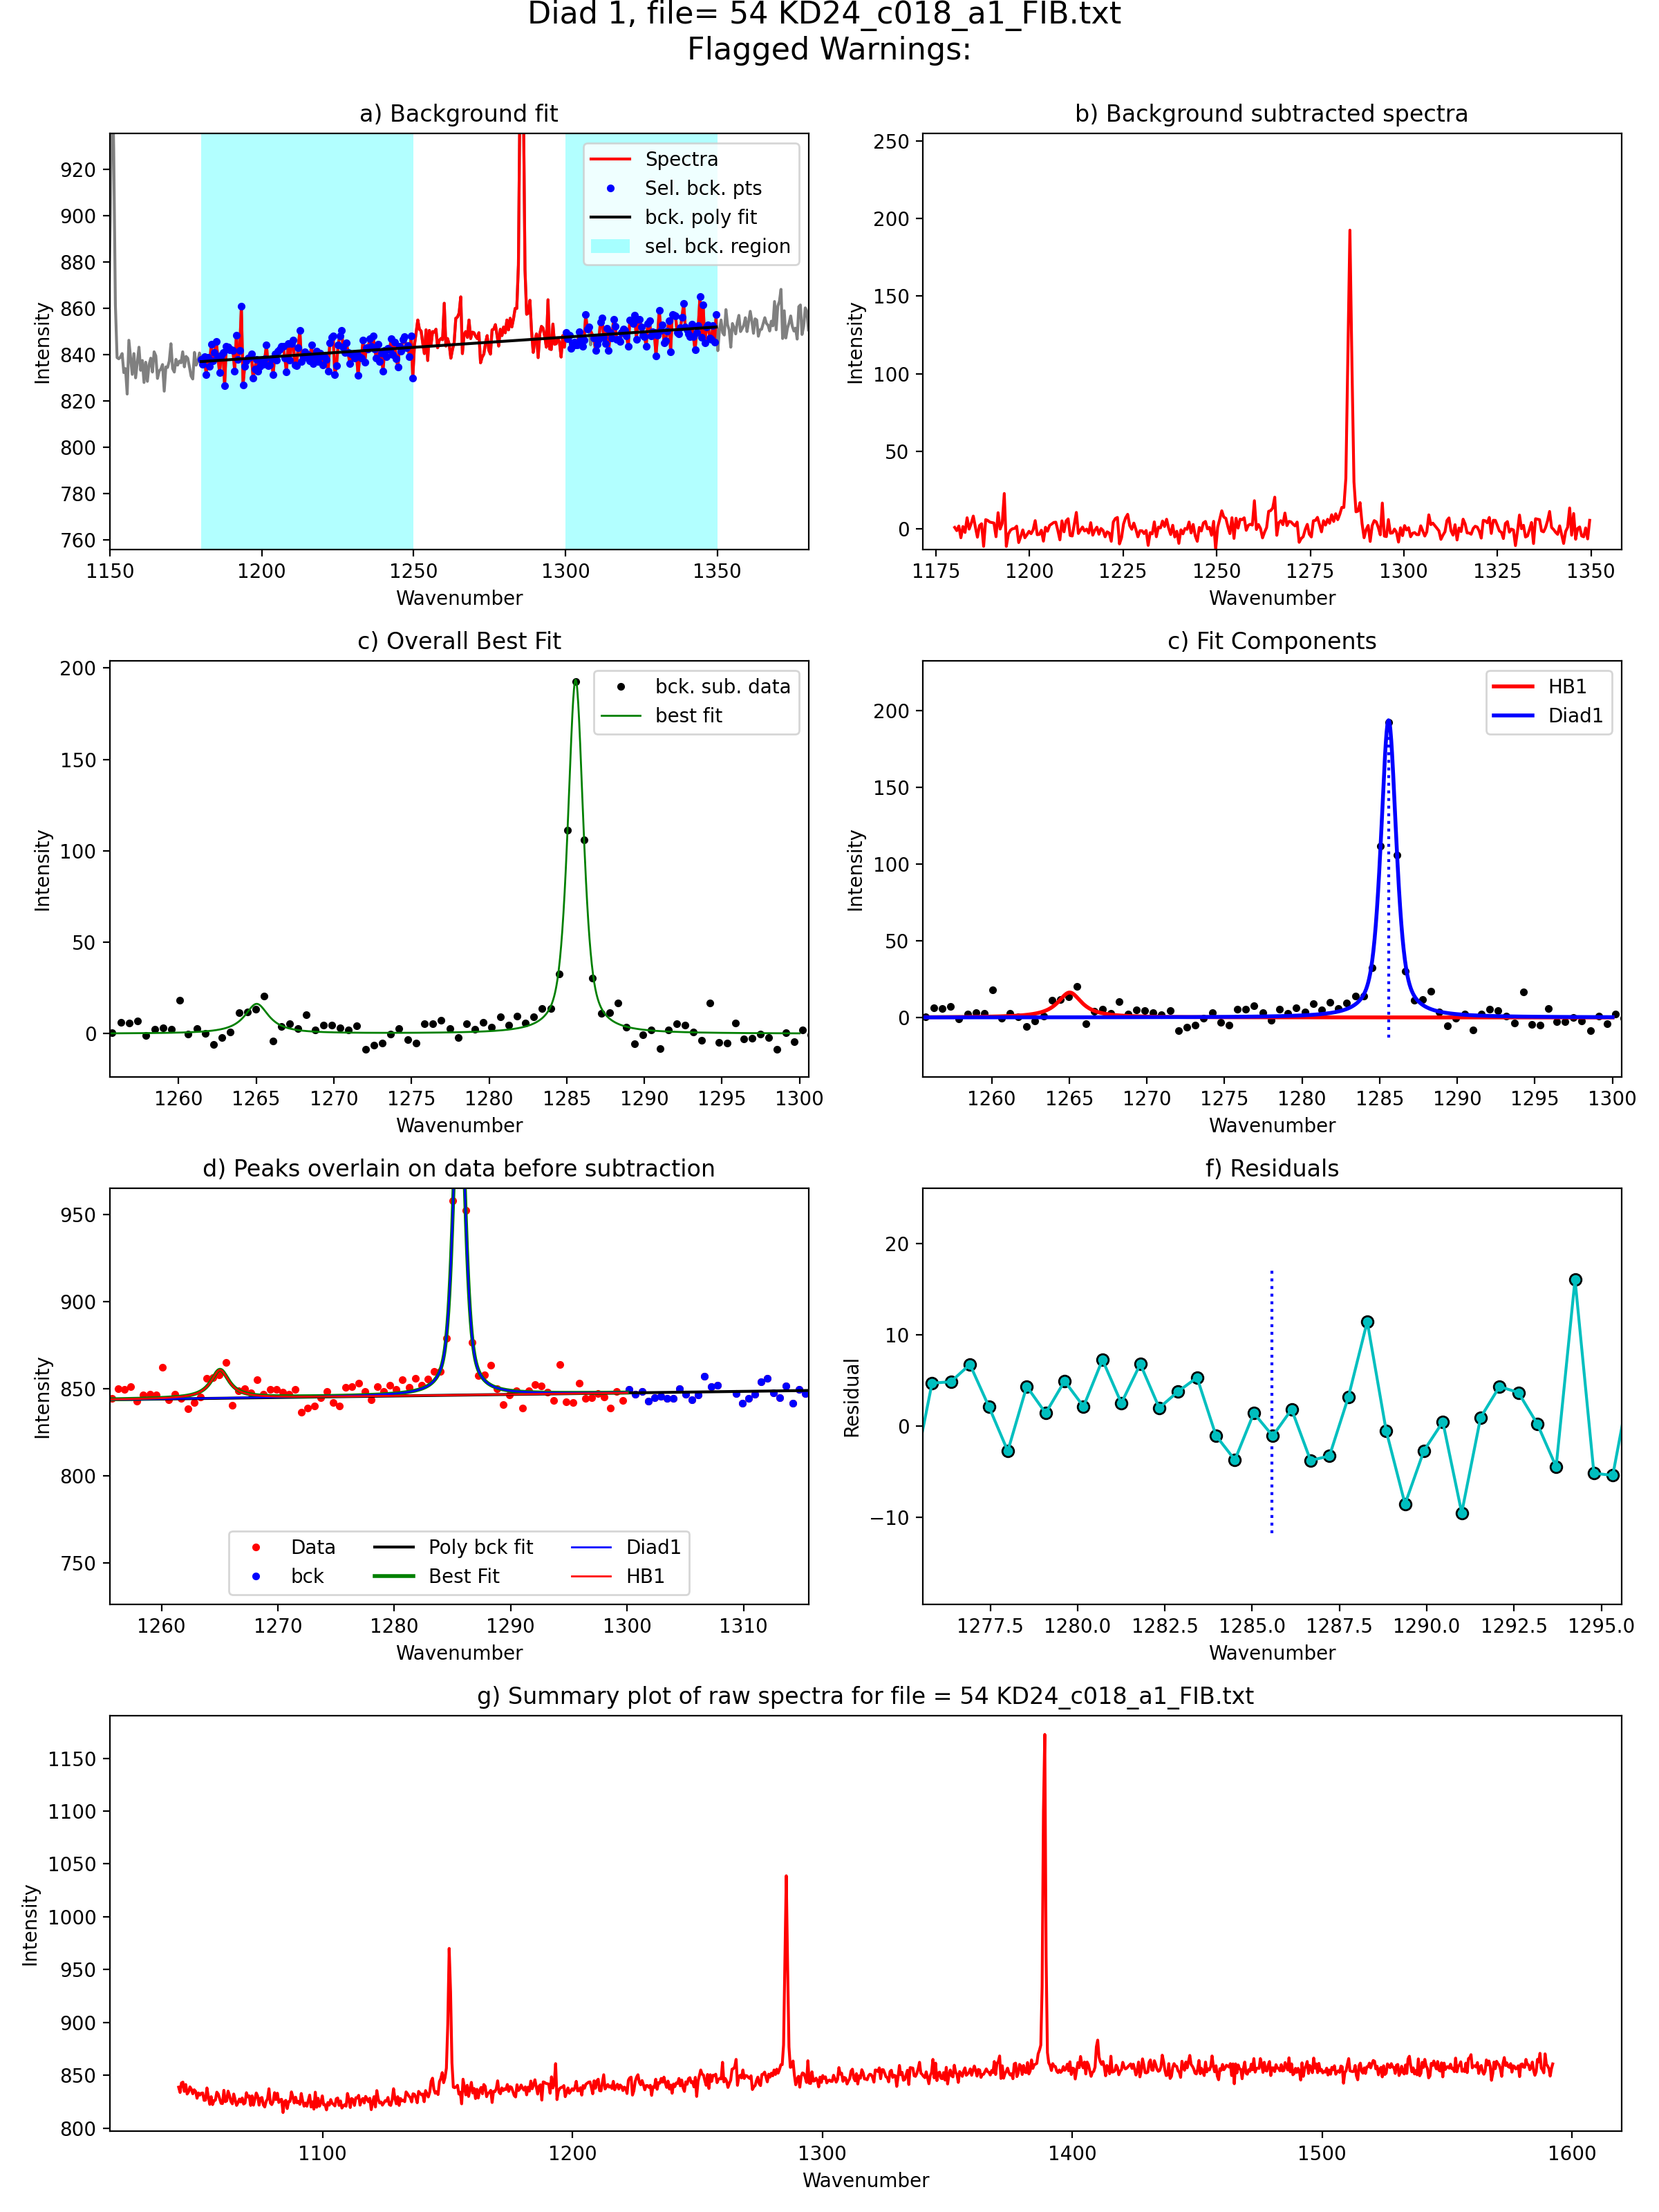 Diad 1, file= 54 KD24_c018_a1_FIB.txt
Flagged Warnings:
a) Background fit
920
900
880
860
840
820
800
780
760
Intensity
1150 1200 1250 1300 1350
Wavenumber
Spectra
Sel. bck. pts
bck. poly fit
sel. bck. region
b) Background subtracted spectra
250
200
150
100
50
0
Intensity
1175 1200 1225 1250 1275 1300 1325 1350
Wavenumber
c) Overall Best Fit
200
150
100
50
0
Intensity
1260 1265 1270 1275 1280 1285 1290 1295 1300
Wavenumber
bck. sub. data
best fit
c) Fit Components
200
150
100
50
0
Intensity
1260 1265 1270 1275 1280 1285 1290 1295 1300
Wavenumber
HB1
Diad1
d) Peaks overlain on data before subtraction
950
900
850
800
750
Intensity
1260 1270 1280 1290 1300 1310
Wavenumber
Data Poly bck fit Diad1
bck Best Fit HB1
f) Residuals
20
10
0
−10
Residual
1277.5 1280.0 1282.5 1285.0 1287.5 1290.0 1292.5 1295.0
Wavenumber
g) Summary plot of raw spectra for file = 54 KD24_c018_a1_FIB.txt
1150
1100
1050
1000
950
900
850
800
Intensity
1100 1200 1300 1400 1500 1600
Wavenumber